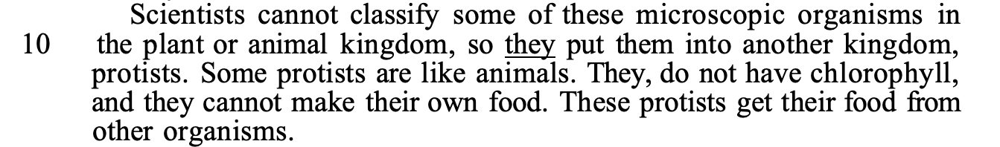 Scientists cannot classify some of these microscopic organisms in
10 the plant or animal kingdom, so they put them into another kingdom,
protists. Some protists are like animals. They, do not have chlorophyll,
and they cannot make their own food. These protists get their food from
other organisms.